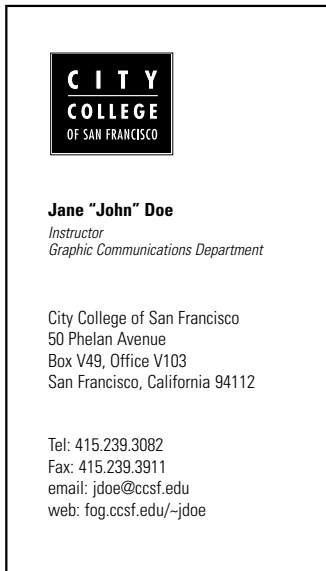 CITY
COLLEGE
OF SAN FRANCISCO
Jane “John” Doe
Instructor
Graphic Communications Department
City College of San Francisco
50 Phelan Avenue
Box V49, Office V103
San Francisco, California 94112
Tel: 415.239.3082
Fax: 415.239.3911
email: jdoe@ccsf.edu
web: fog.ccsf.edu/~jdoe